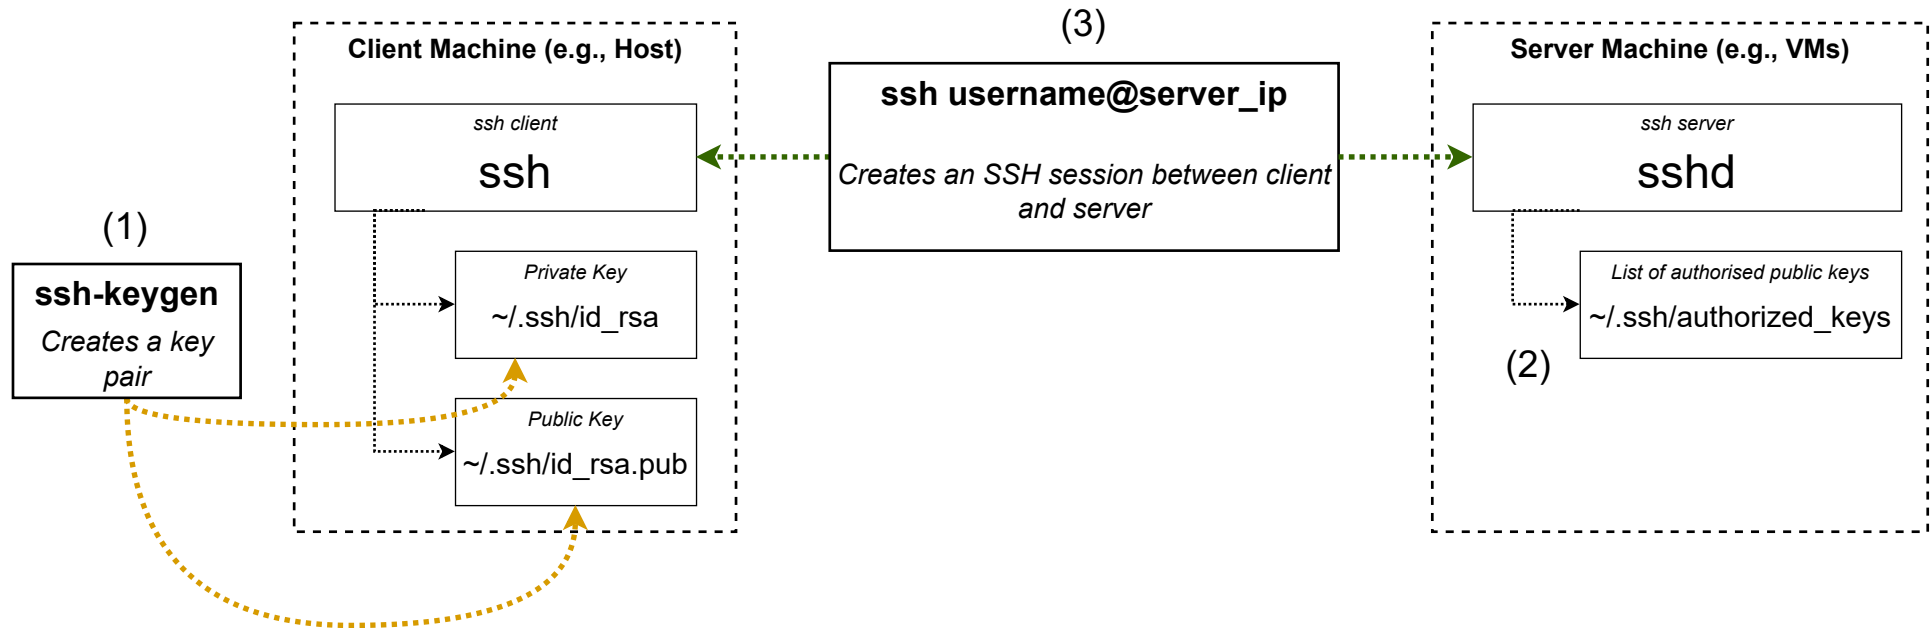 (1)
ssh-keygen
Creates a key
pair
Client Machine (e.g., Host)
ssh client
ssh
Private Key
~/.ssh/id_rsa
Public Key
~/.ssh/id_rsa.pub
(3)
ssh username@server_ip
Creates an SSH session between client
and server
Server Machine (e.g., VMs)
ssh server
sshd
List of authorised public keys
~/.ssh/authorized_keys
(2)